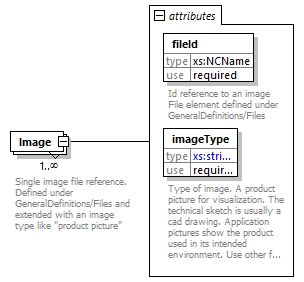 attributes
fileId
type xs:NCName
use required
Id reference to an image
File element defined under
GeneralDefinitions/Files
Image
1..∞
Single image file reference.
Defined under
GeneralDefinitions/Files and
extended with an image
type like "product picture"
imageType
type xs:stri...
use requir...
Type of image. A product
picture for visualization. The
technical sketch is usually a
cad drawing. Application
pictures show the product
used in its intended
environment. Use other f...